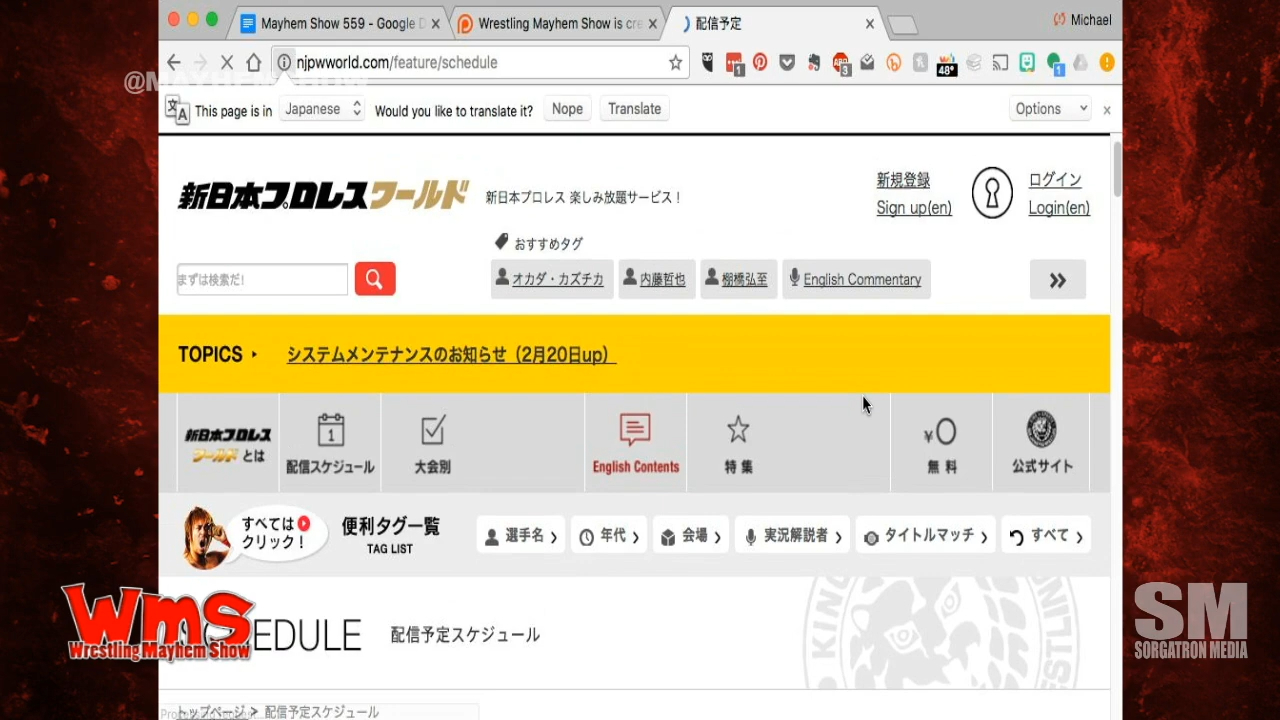 Mayhem Show 559 - Google D
Wrestling Mayhem Show is cre
配信予定
Michael
njpwworld.com/feature/schedule
1
3
48°
1
@MAYHEMSHOW
This page is in
Japanese
Would you like to translate it?
Nope
Translate
Options
新日本プロレスワールド
新日本プロレス 楽しみ放題サービス！
新規登録
Sign up(en)
ログイン
Login(en)
おすすめタグ
まずは検索だ!
オカダ・カズチカ
内藤哲也
棚橋弘至
English Commentary
TOPICS
システムメンテナンスのお知らせ（2月20日up）
新日本プロレス
ワールド とは
1
配信スケジュール
大会別
English Contents
特集
¥0
無料
公式サイト
すべては
クリック！
便利タグ一覧
TAG LIST
選手名
年代
会場
実況解説者
タイトルマッチ
すべて
WmS
Wrestling Mayhem Show
EDULE
配信予定スケジュール
KING
WRESTLING
SM
SORGATRON MEDIA
トップページ > 配信予定スケジュール